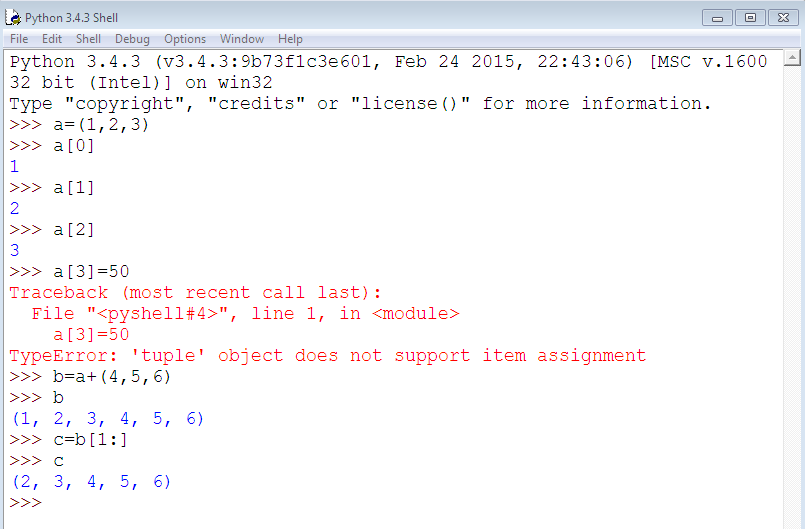 Python 3.4.3 Shell
File Edit Shell Debug Options Window Help
Python 3.4.3 (v3.4.3:9b73f1c3e601, Feb 24 2015, 22:43:06) [MSC v.1600
32 bit (Intel)] on win32
Type "copyright", "credits" or "license()" for more information.
>>> a=(1,2,3)
>>> a[0]
1
>>> a[1]
2
>>> a[2]
3
>>> a[3]=50
Traceback (most recent call last):
  File "<pyshell#4>", line 1, in <module>
    a[3]=50
TypeError: 'tuple' object does not support item assignment
>>> b=a+(4,5,6)
>>> b
(1, 2, 3, 4, 5, 6)
>>> c=b[1:]
>>> c
(2, 3, 4, 5, 6)
>>>